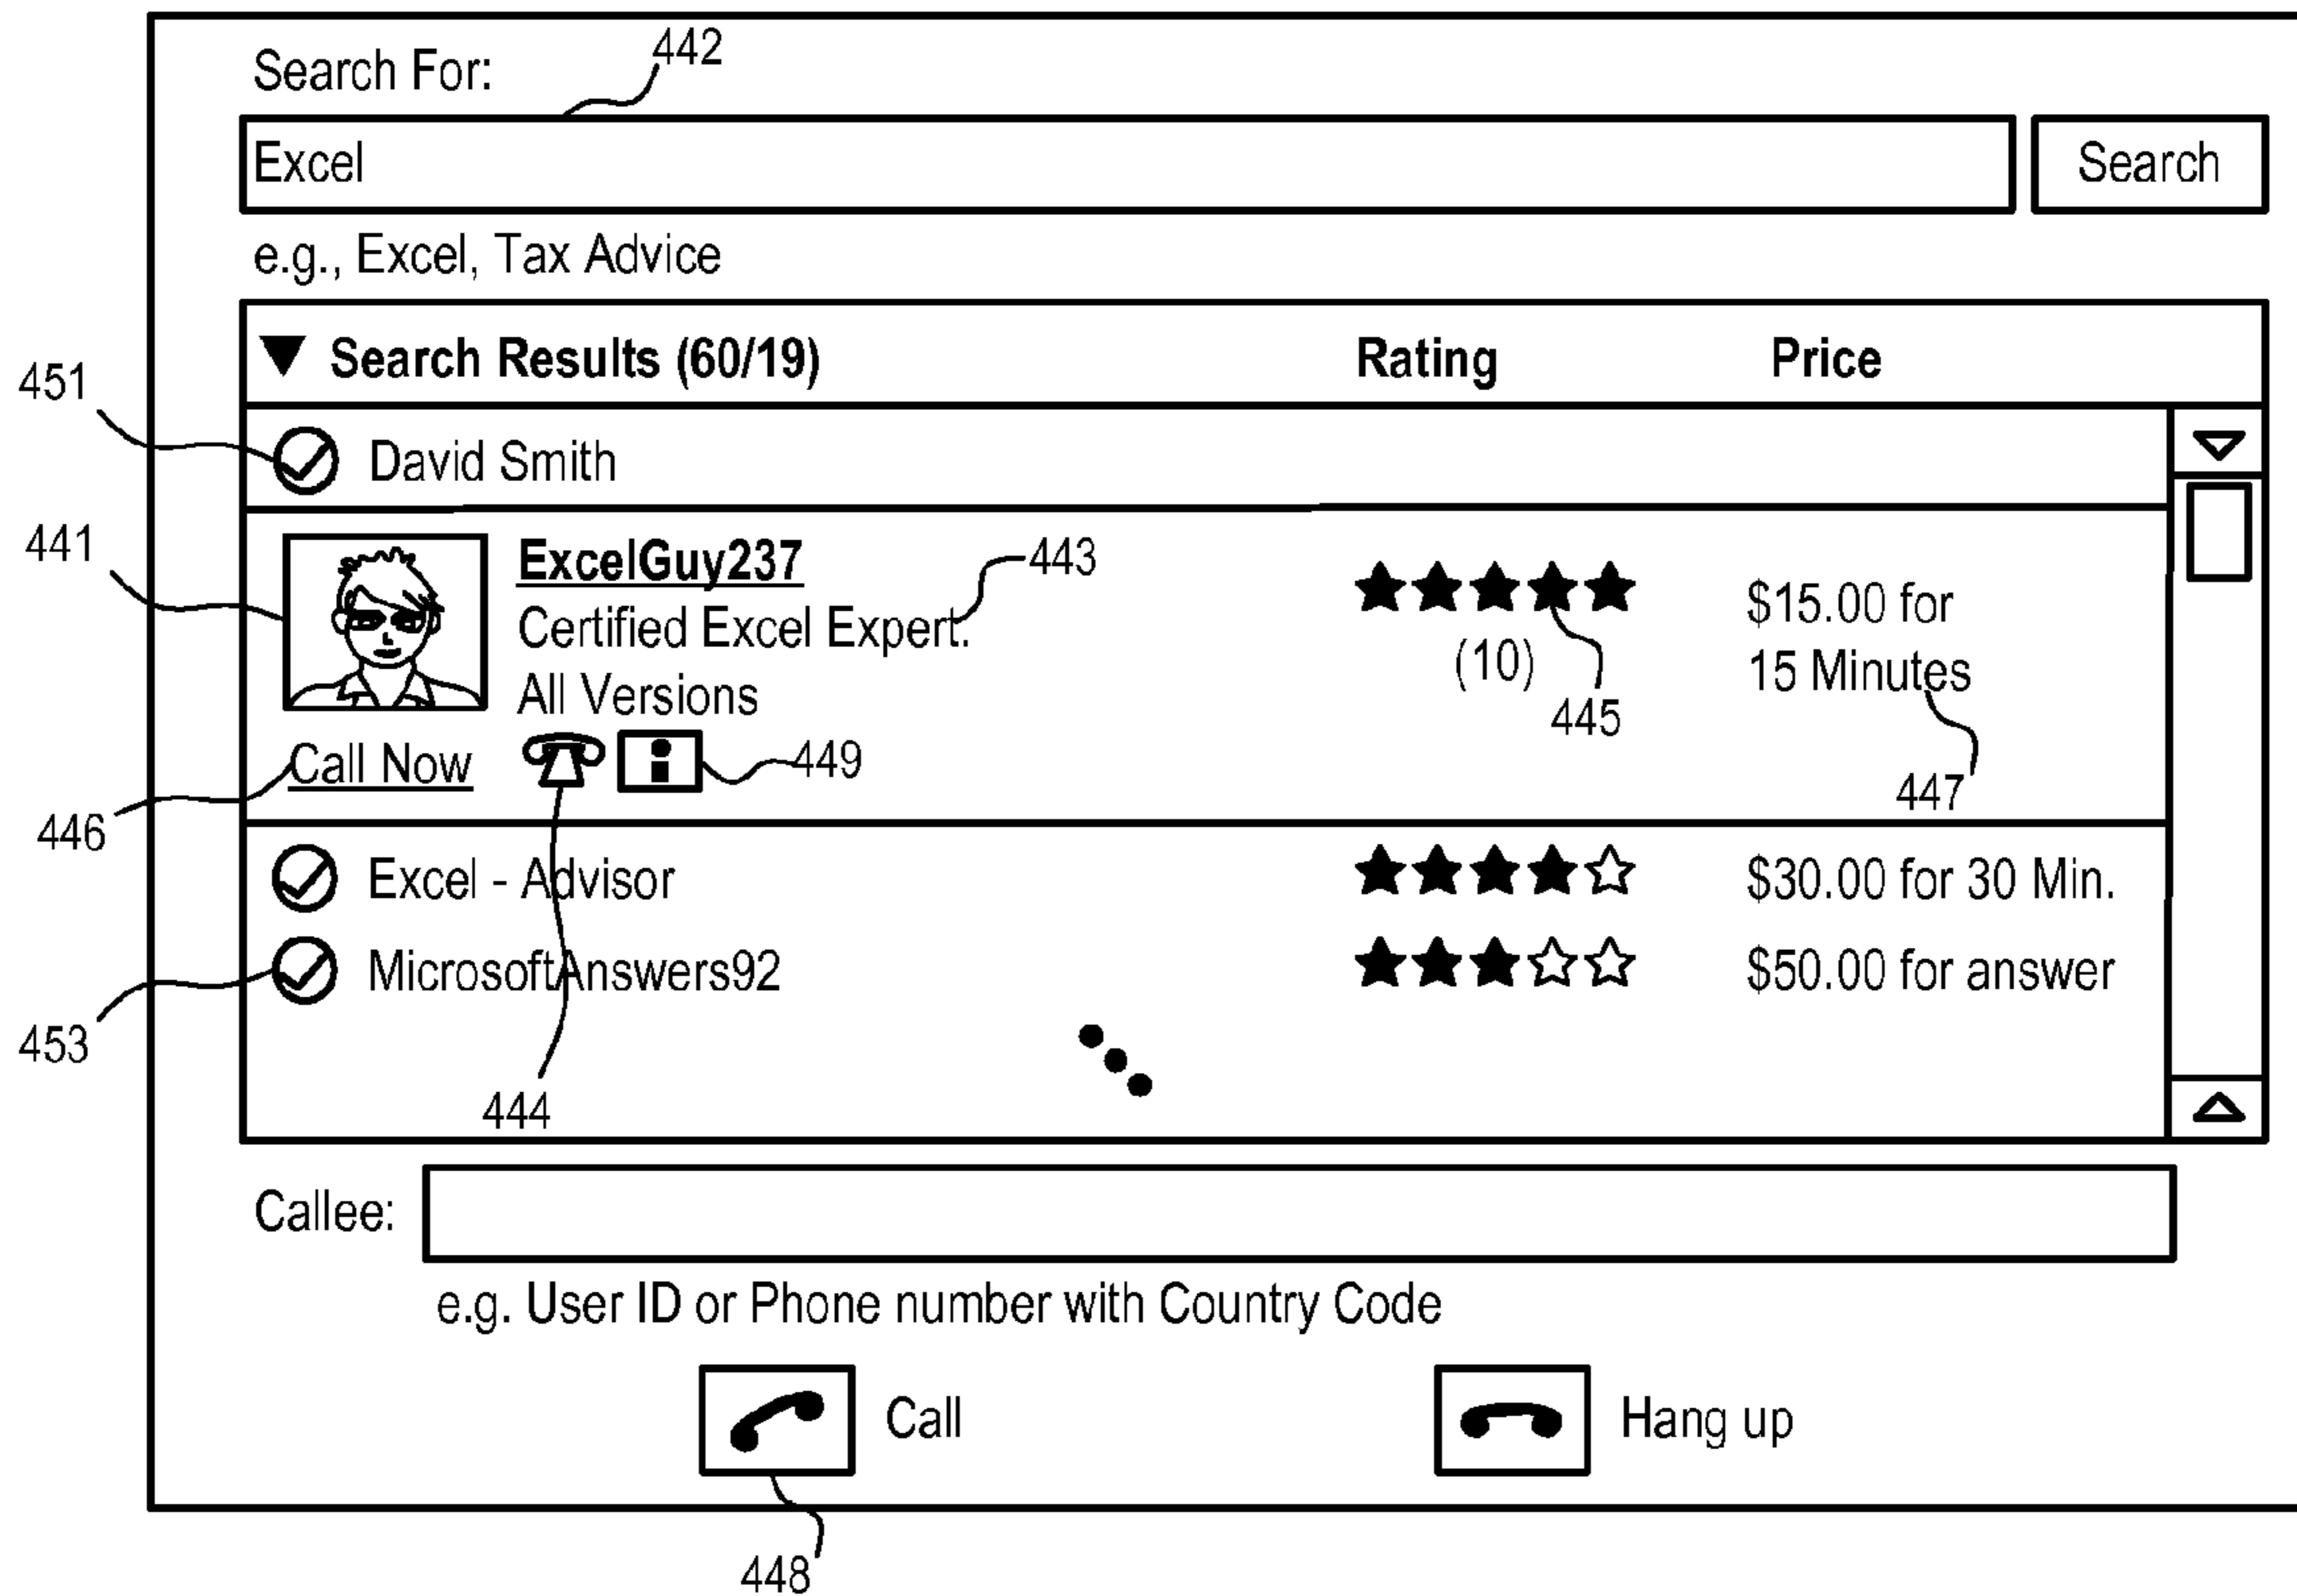 442
Search For:
Excel
Search
e.g., Excel, Tax Advice
Search Results (60/19) Rating Price
451
David Smith
441
ExcelGuy237
443
Certified Excel Expert.
All Versions
(10)
445
$15.00 for
15 Minutes
447
Call Now
449
446
Excel - Advisor $30.00 for 30 Min.
MicrosoftAnswers92 $50.00 for answer
453
444
Callee:
e.g. User ID or Phone number with Country Code
Call
Hang up
448